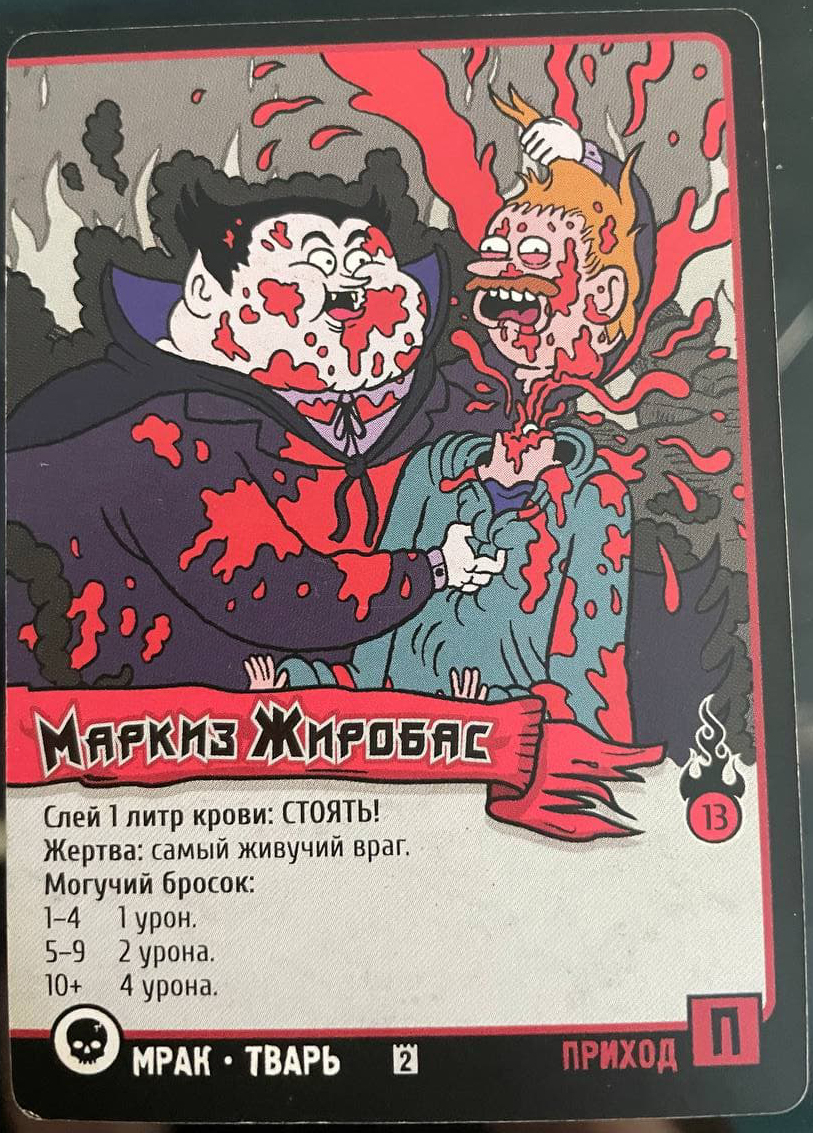 Маркиз Жиробас
Слей 1 литр крови: СТОЯТЬ!
Жертва: самый живучий враг.
Могучий бросок:
1–4 1 урон.
5–9 2 урона.
10+ 4 урона.
13
МРАК · ТВАРЬ
2
ПРИХОД
П